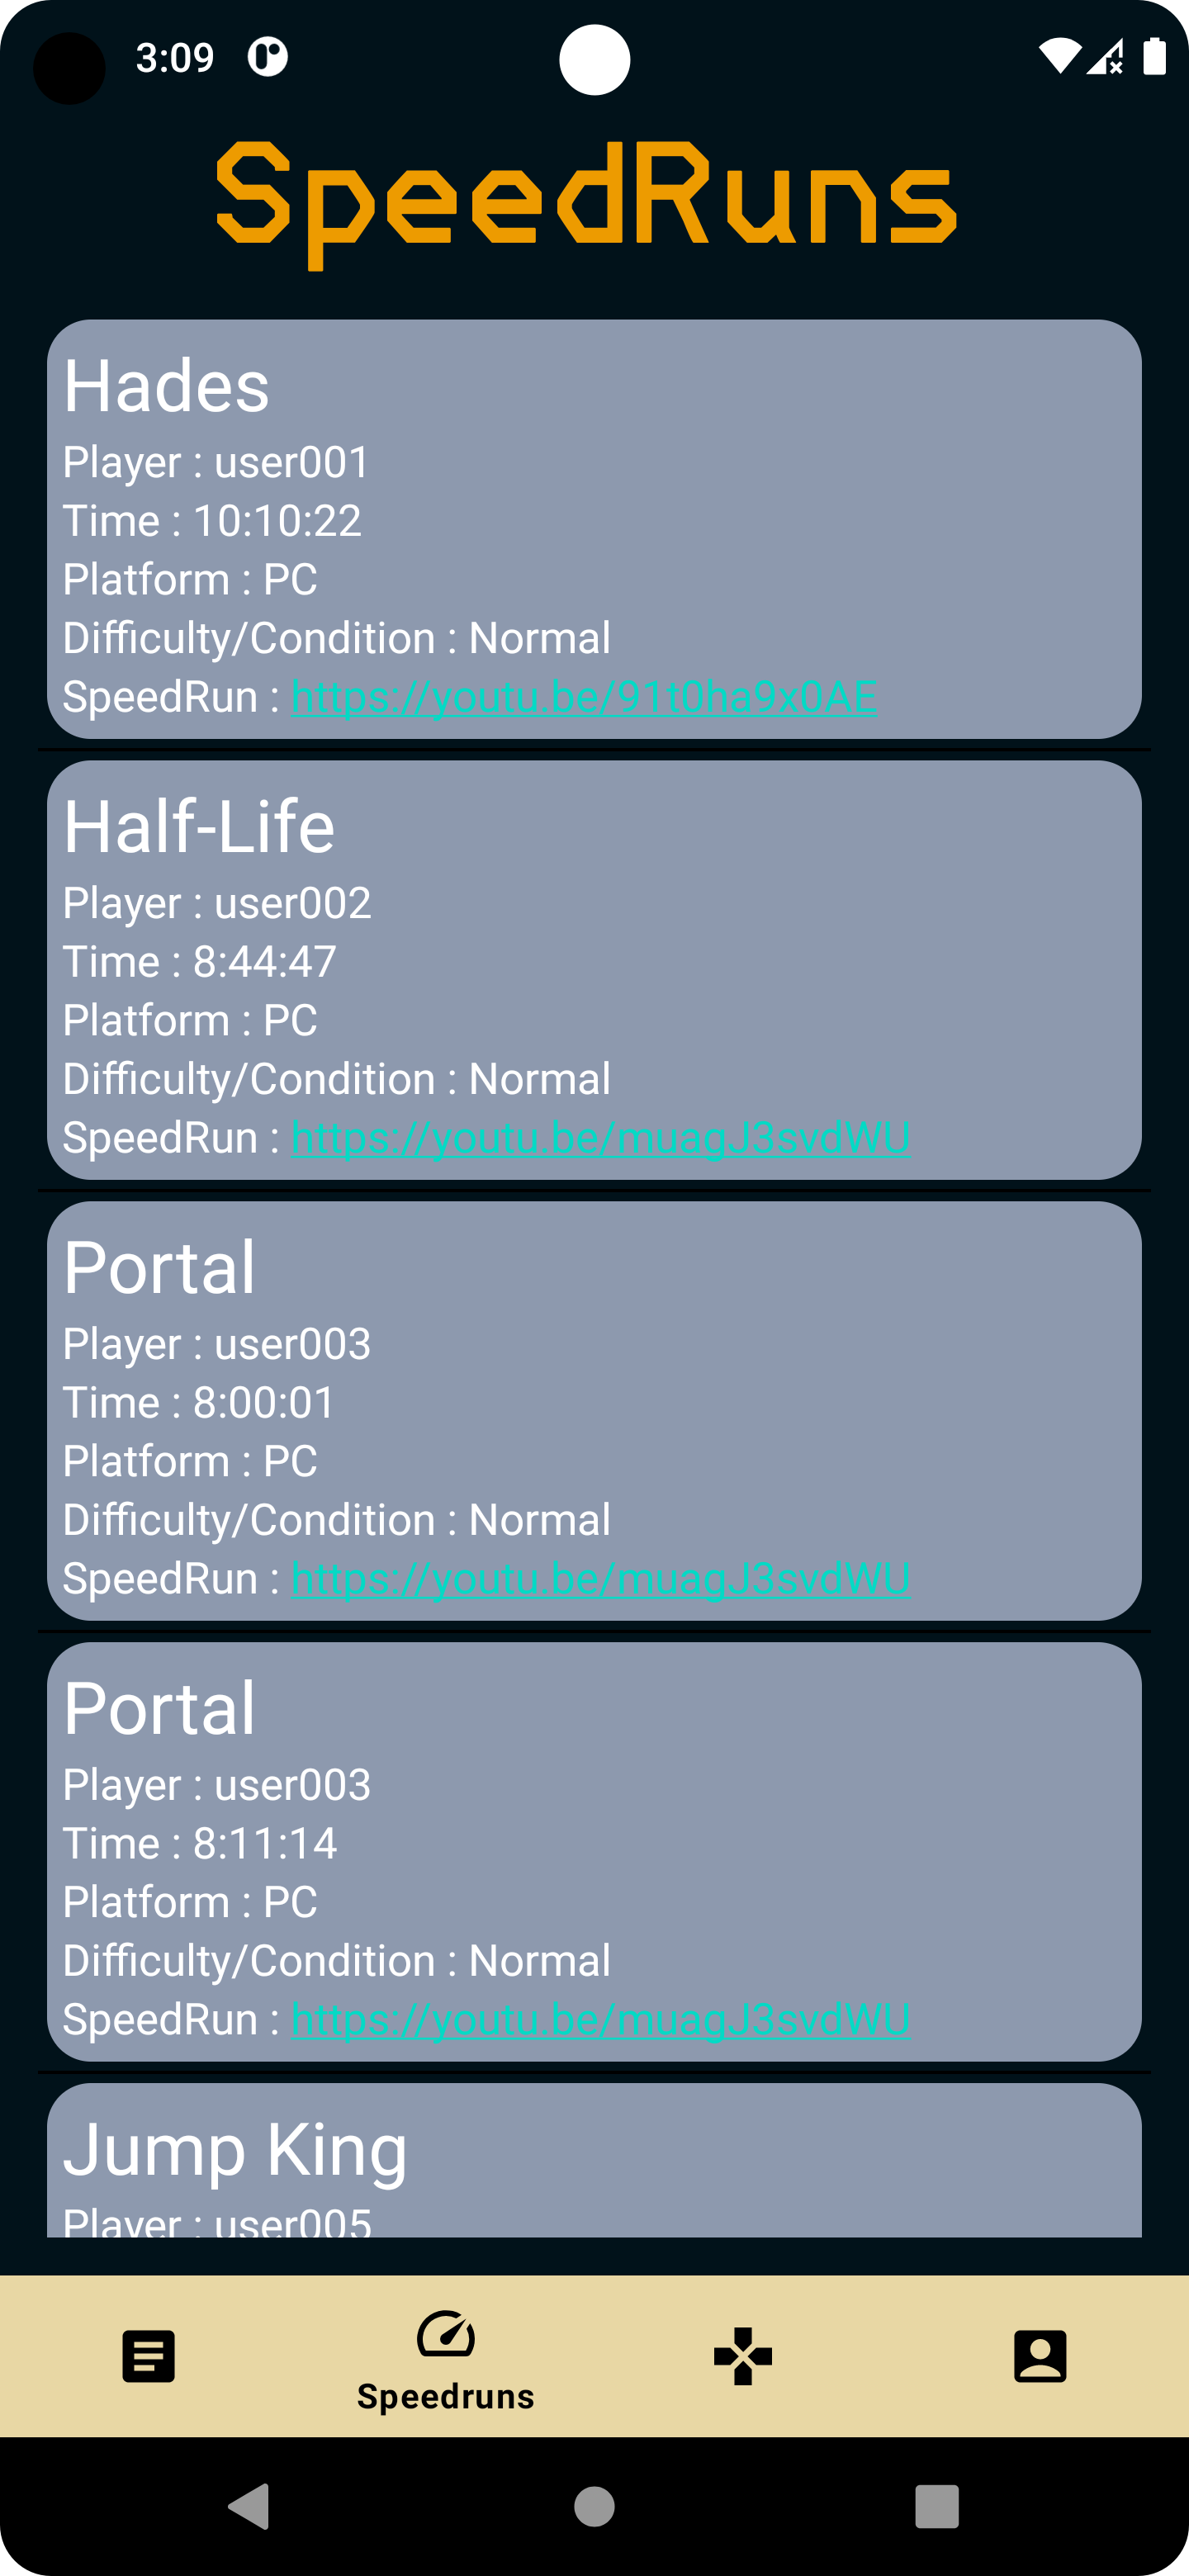 3:09
SpeedRuns
Hades
Player : user001
Time : 10:10:22
Platform : PC
Difficulty/Condition : Normal
SpeedRun : https://youtu.be/91t0ha9x0AE
Half-Life
Player : user002
Time : 8:44:47
Platform : PC
Difficulty/Condition : Normal
SpeedRun : https://youtu.be/muagJ3svdWU
Portal
Player : user003
Time : 8:00:01
Platform : PC
Difficulty/Condition : Normal
SpeedRun : https://youtu.be/muagJ3svdWU
Portal
Player : user003
Time : 8:11:14
Platform : PC
Difficulty/Condition : Normal
SpeedRun : https://youtu.be/muagJ3svdWU
Jump King
Player : user005
Speedruns